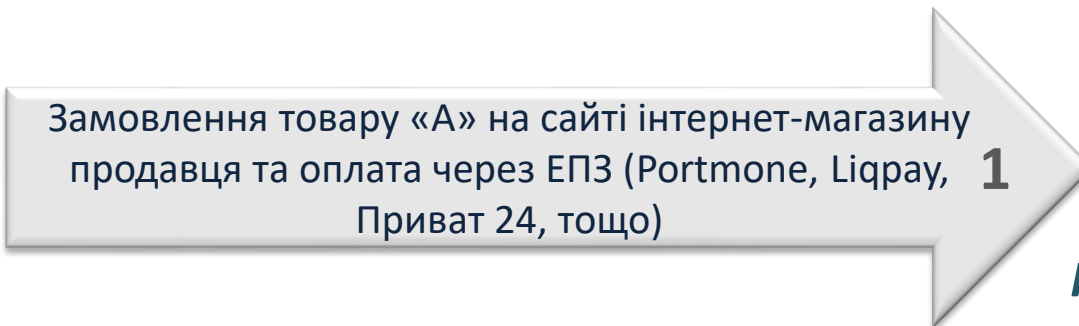 Замовлення товару «А» на сайті інтернет-магазину
продавця та оплата через ЕПЗ (Portmone, Liqpay, 1
Приват 24, тощо)